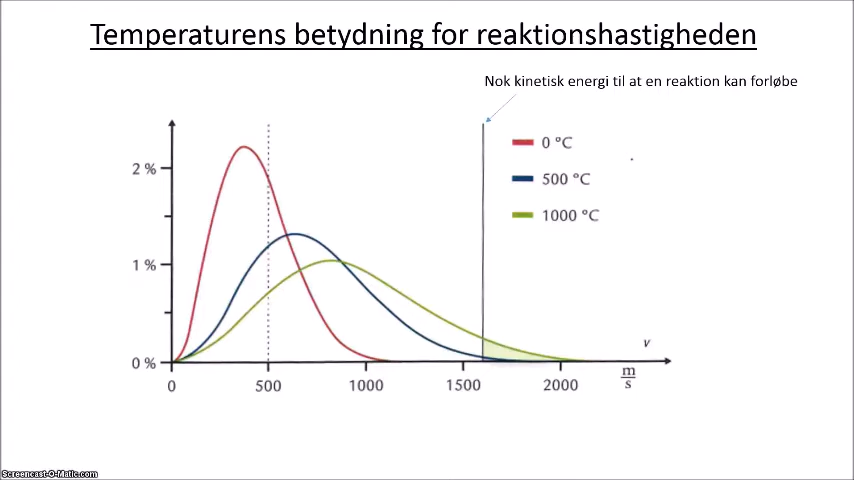 Temperaturens betydning for reaktionshastigheden
Nok kinetisk energi til at en reaktion kan forløbe
0 °C
2 %
500 °C
1000 °C
1 %
v
0 %
0 500 1000 1500 2000 m/s
Screencast-O-Matic.com